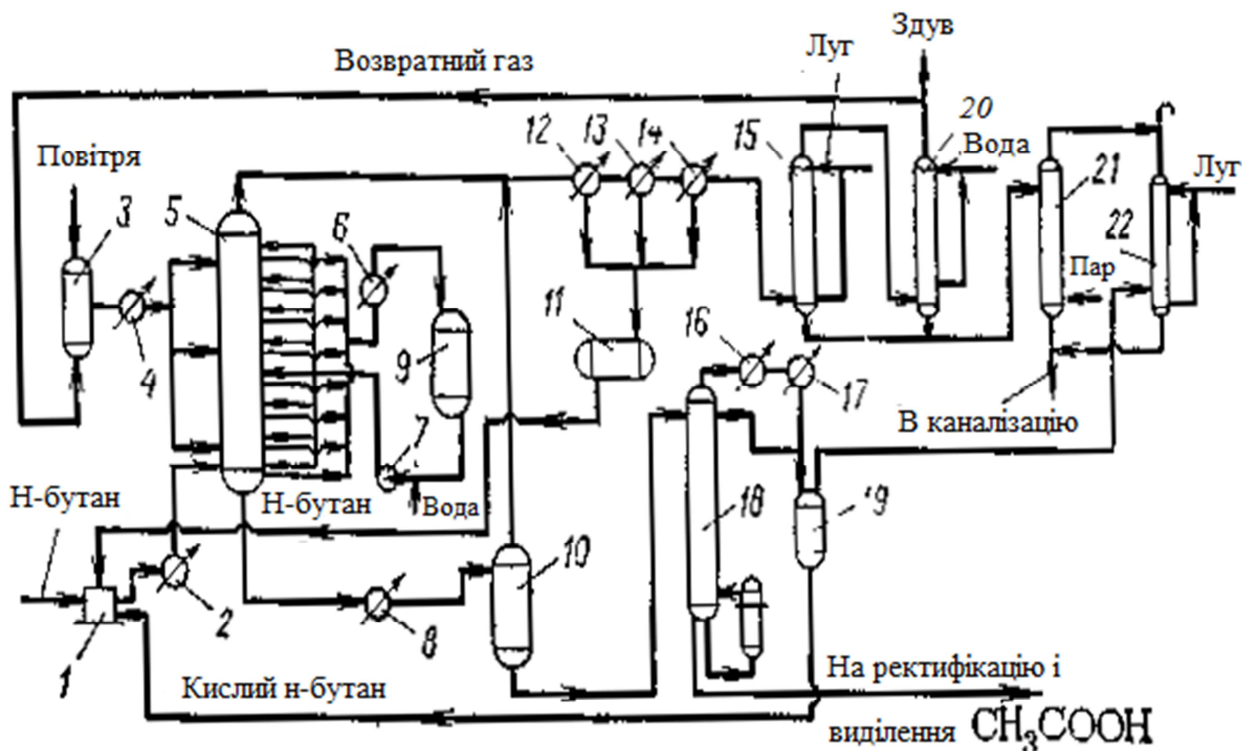 Здув
Луг
Возвратний газ
12
13
14
15
20
Вода
Повітря
21
Луг
3
5
6
22
Пар
4
11
16
9
17
В каналізацію
7
Н-бутан
Н-бутан
Вода
18
19
10
2
8
1
На ректифікацію і
Кислий н-бутан
виділення CH₃COOH